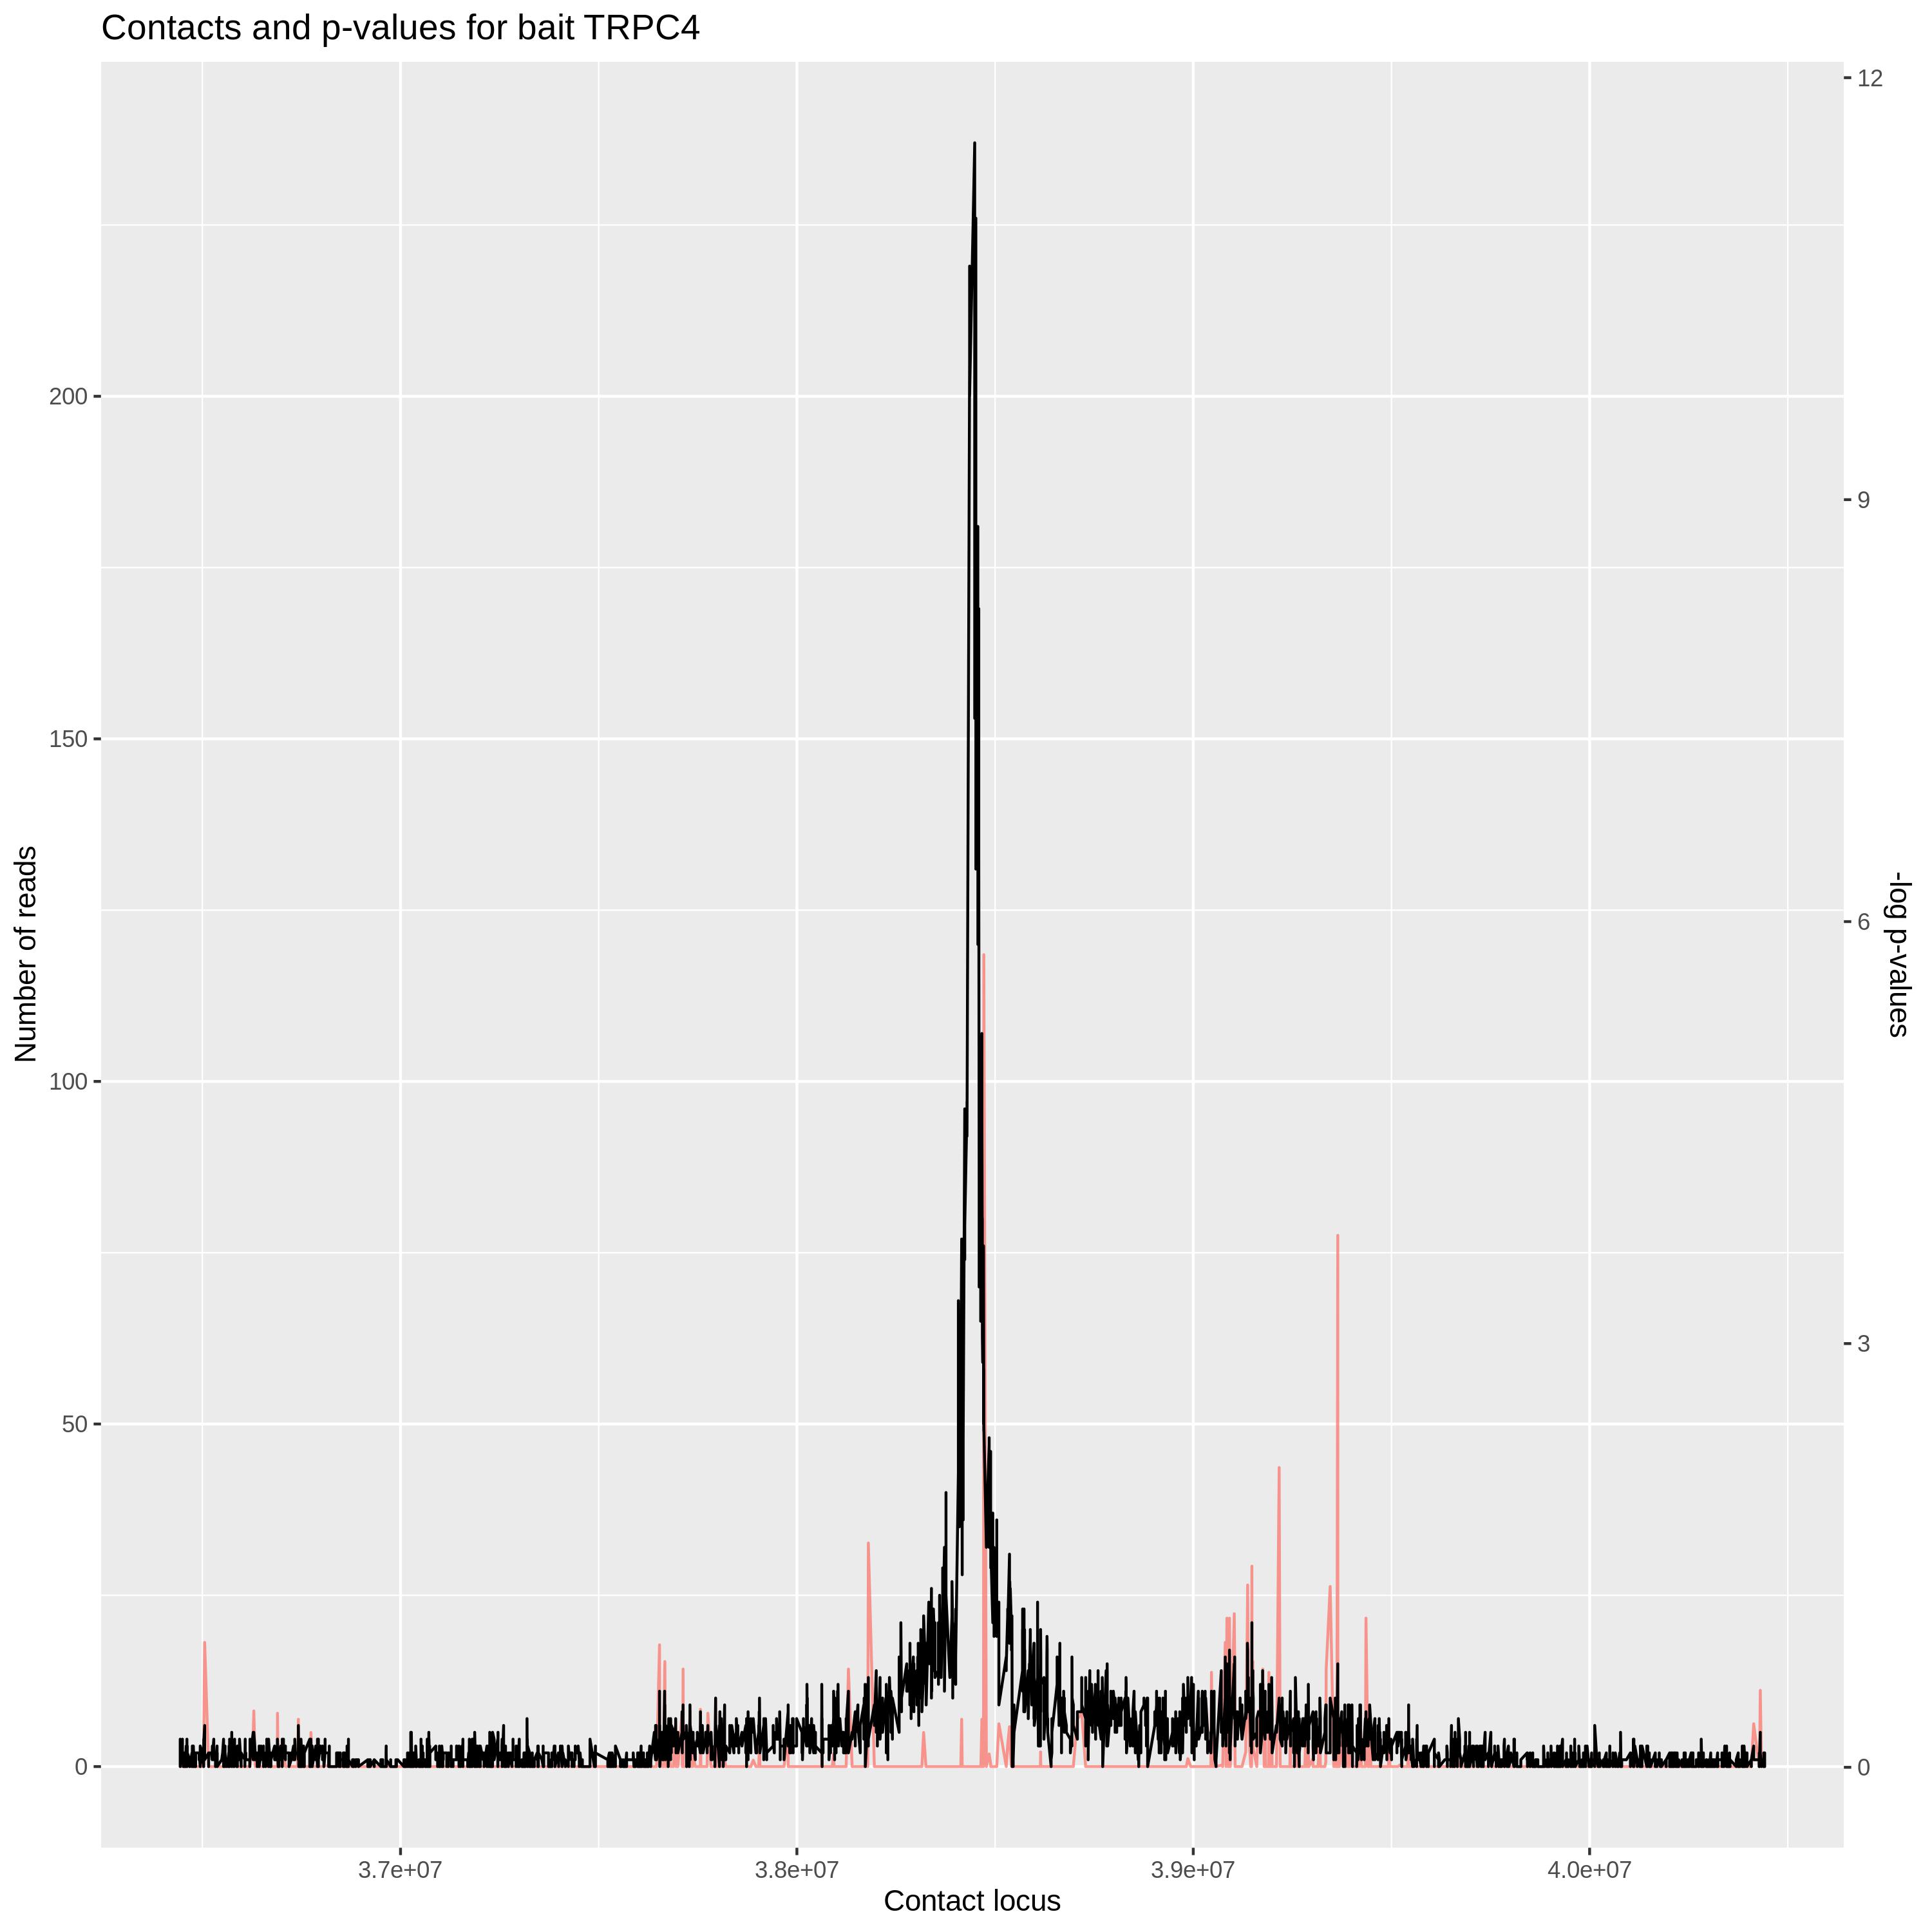 Contacts and p-values for bait TRPC4
12
200
9
150
Number of reads
6
-log p-values
100
3
50
0
0
3.7e+07
3.8e+07
3.9e+07
4.0e+07
Contact locus